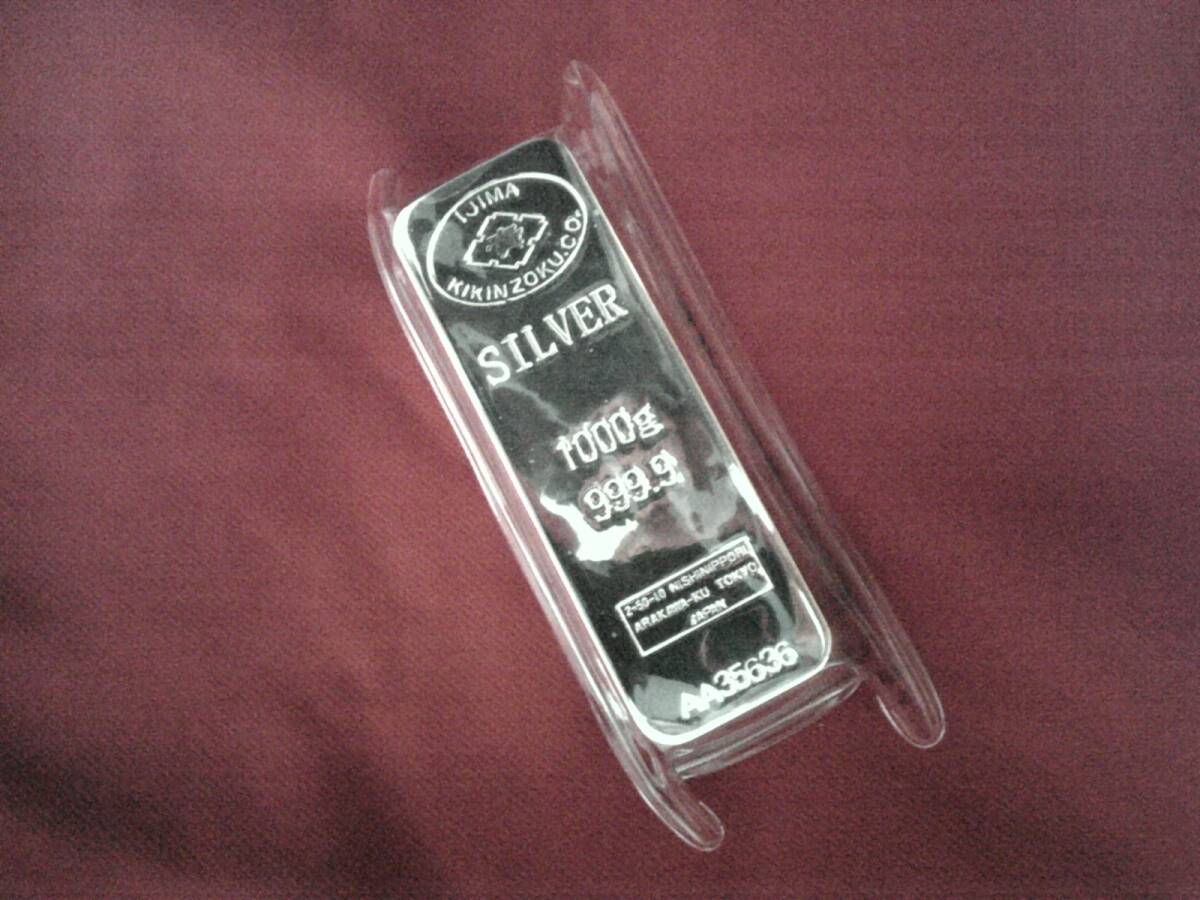 IJIMA
KIKINZOKU.CO.
SILVER
1000g
999.9
2-59-10 NISHINIPPORI
ARAKAWA-KU TOKYO
JAPAN
AA35636